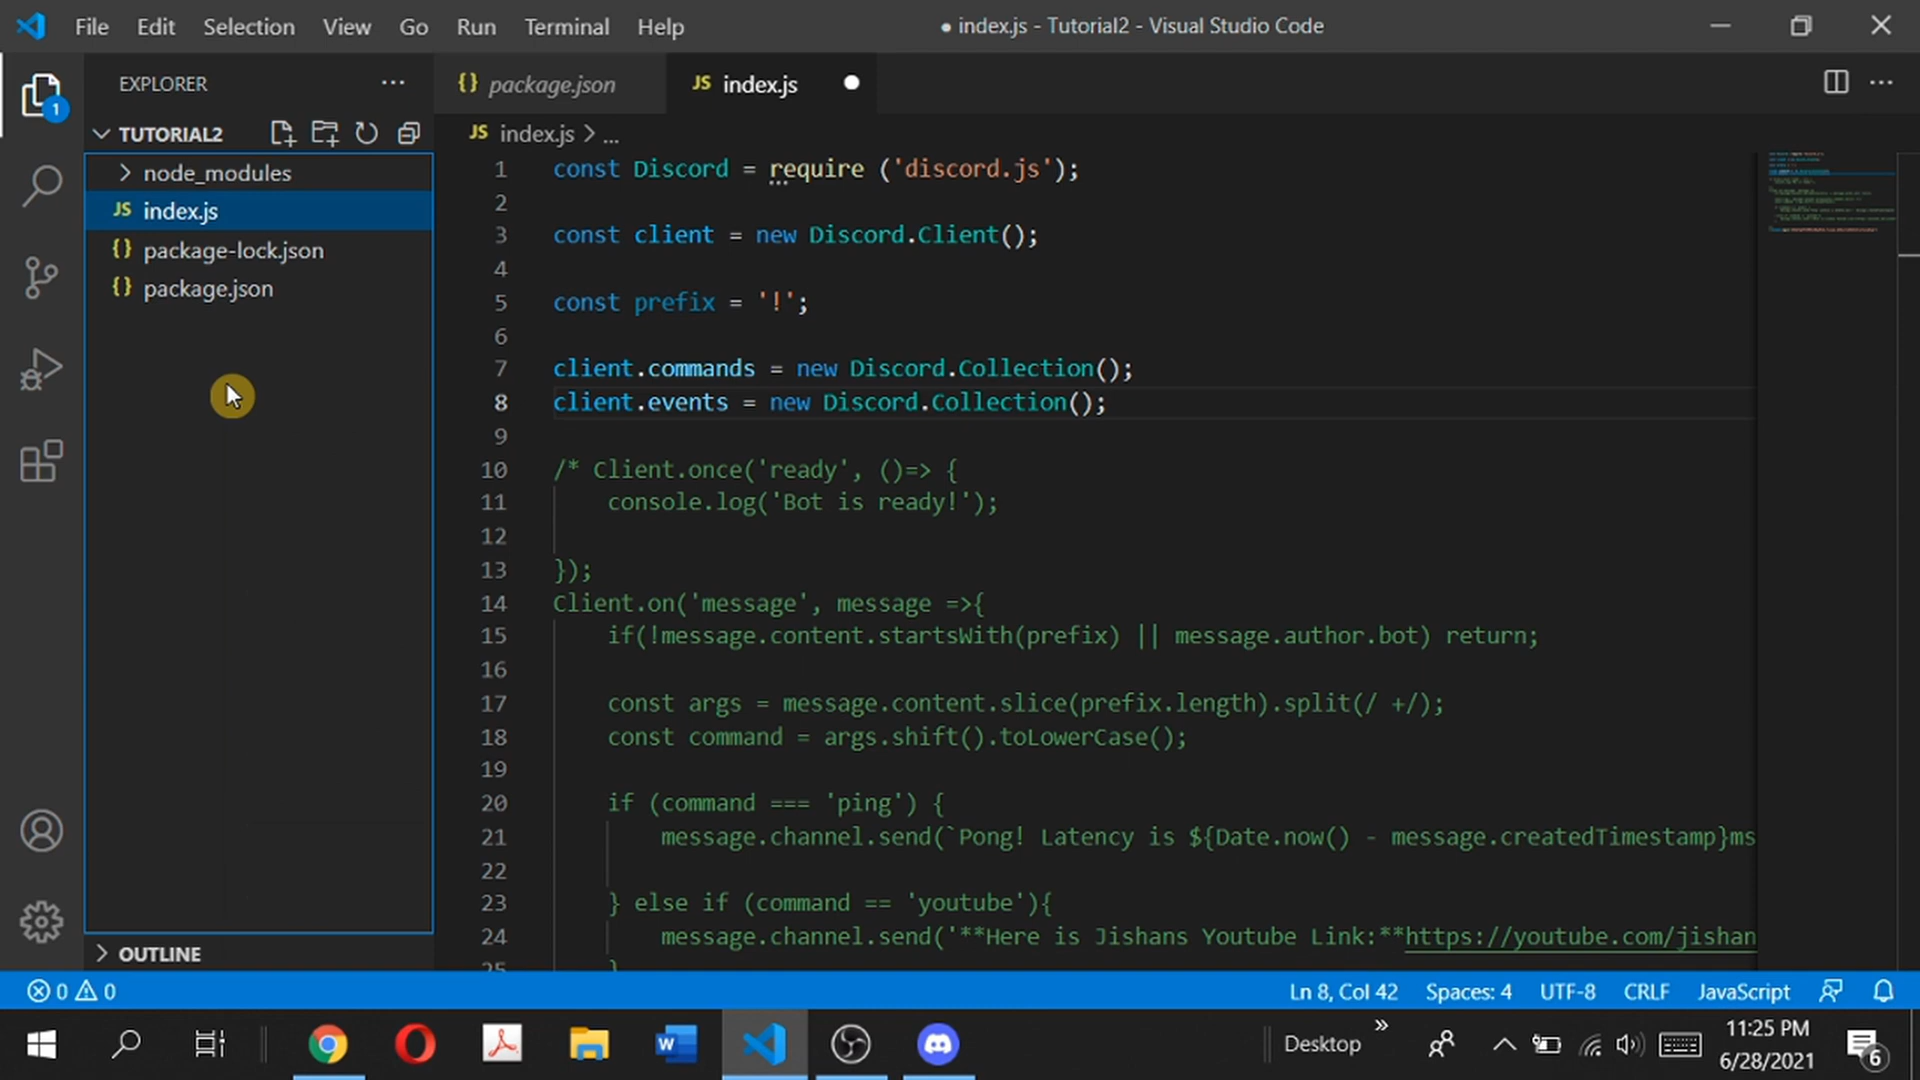 File Edit Selection View Go Run Terminal Help
● index.js - Tutorial2 - Visual Studio Code
EXPLORER
1
TUTORIAL2
node_modules
JS index.js
{} package-lock.json
{} package.json
OUTLINE
{} package.json
JS index.js
JS index.js > ...
1 const Discord = require ('discord.js');
2
3 const client = new Discord.Client();
4
5 const prefix = '!';
6
7 client.commands = new Discord.Collection();
8 client.events = new Discord.Collection();
9
10 /* Client.once('ready', ()=> {
11 console.log('Bot is ready!');
12
13 });
14 Client.on('message', message =>{
15 if(!message.content.startsWith(prefix) || message.author.bot) return;
16
17 const args = message.content.slice(prefix.length).split(/ +/);
18 const command = args.shift().toLowerCase();
19
20 if (command === 'ping') {
21 message.channel.send(`Pong! Latency is ${Date.now() - message.createdTimestamp}ms
22
23 } else if (command == 'youtube'){
24 message.channel.send('**Here is Jishans Youtube Link:**https://youtube.com/jishan
25 }
0 0
Ln 8, Col 42 Spaces: 4 UTF-8 CRLF JavaScript
Desktop
11:25 PM
6/28/2021
6